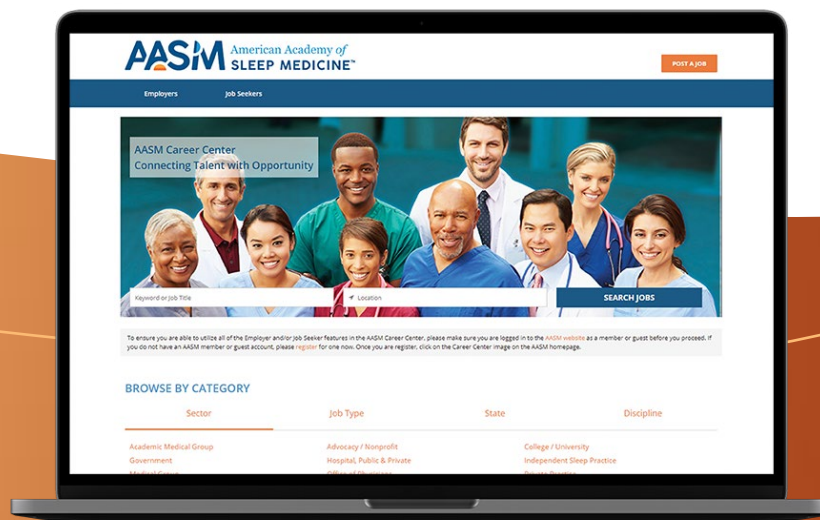 AASM American Academy of
SLEEP MEDICINE™
POST A JOB
Employers Job Seekers
AASM Career Center
Connecting Talent with Opportunity
Keyword or Job Title Location SEARCH JOBS
To ensure you are able to utilize all of the Employer and/or Job Seeker features in the AASM Career Center, please make sure you are logged in to the AASM website as a member or guest before you proceed. If
you do not have an AASM member or guest account, please register for one now. Once you are register, click on the Career Center image on the AASM homepage.
BROWSE BY CATEGORY
Sector Job Type State Discipline
Academic Medical Group Advocacy / Nonprofit College / University
Government Hospital, Public & Private Independent Sleep Practice